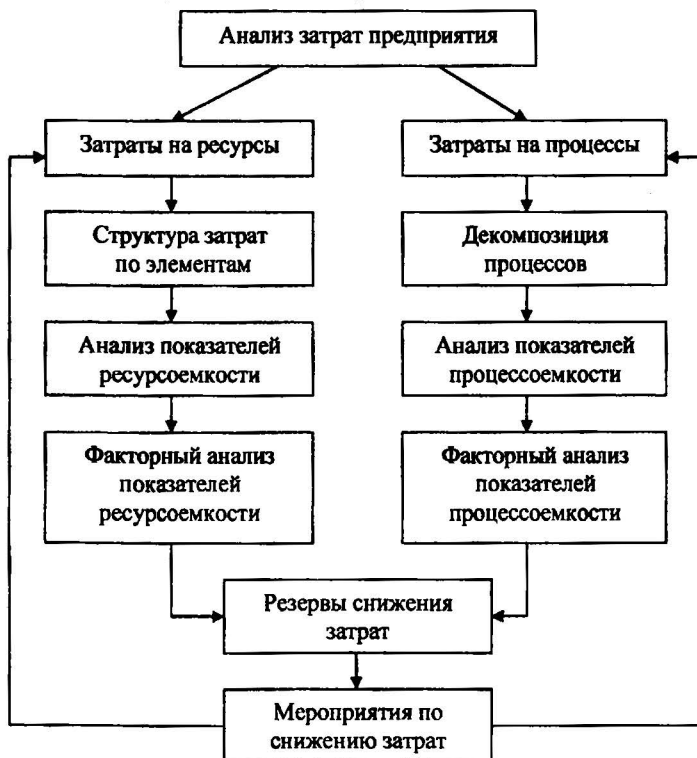 Анализ затрат предприятия
Затраты на ресурсы
Затраты на процессы
Структура затрат
по элементам
Декомпозиция
процессов
Анализ показателей
ресурсоемкости
Анализ показателей
процессоемкости
Факторный анализ
показателей
ресурсоемкости
Факторный анализ
показателей
процессоемкости
Резервы снижения
затрат
Мероприятия по
снижению затрат